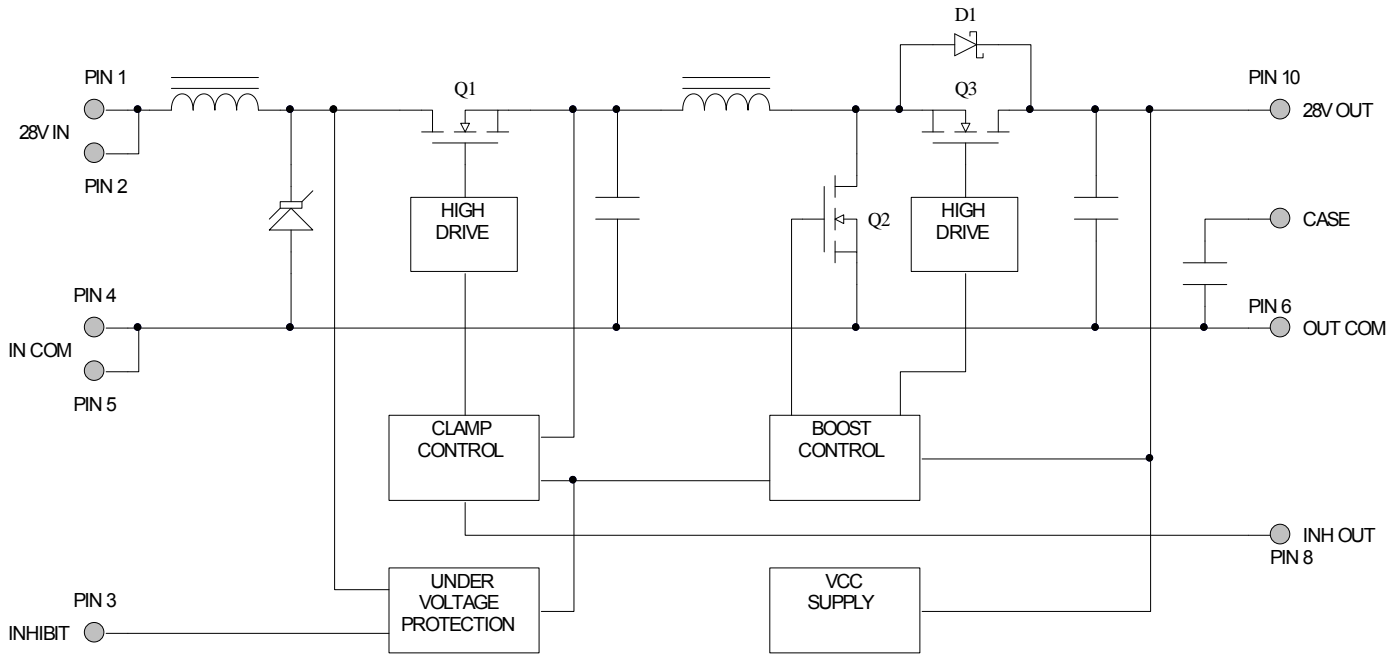 D1
PIN 1
Q1
Q3
PIN 10
28V IN
28V OUT
PIN 2
HIGH
DRIVE
Q2
HIGH
DRIVE
CASE
PIN 4
PIN 6
IN COM
OUT COM
PIN 5
CLAMP
CONTROL
BOOST
CONTROL
INH OUT
PIN 8
PIN 3
UNDER
VOLTAGE
PROTECTION
VCC
SUPPLY
INHIBIT